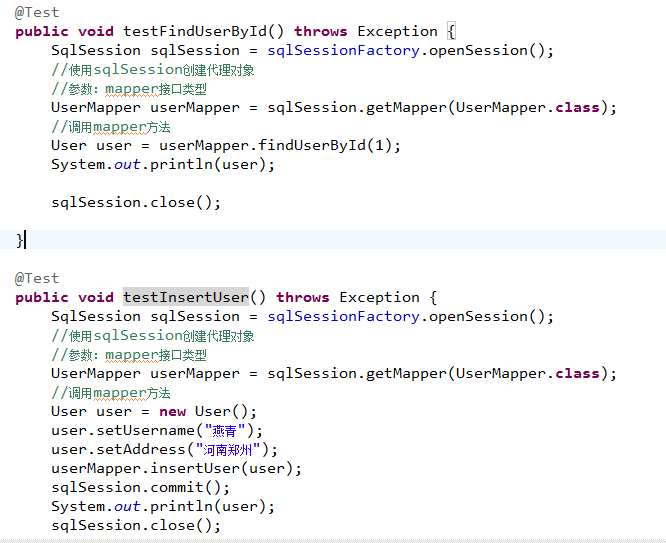 @Test
public void testFindUserById() throws Exception {
SqlSession sqlSession = sqlSessionFactory.openSession();
//使用sqlSession创建代理对象
//参数：mapper接口类型
UserMapper userMapper = sqlSession.getMapper(UserMapper.class);
//调用mapper方法
User user = userMapper.findUserById(1);
System.out.println(user);
sqlSession.close();
}
@Test
public void testInsertUser() throws Exception {
SqlSession sqlSession = sqlSessionFactory.openSession();
//使用sqlSession创建代理对象
//参数：mapper接口类型
UserMapper userMapper = sqlSession.getMapper(UserMapper.class);
//调用mapper方法
User user = new User();
user.setUsername("燕青");
user.setAddress("河南郑州");
userMapper.insertUser(user);
sqlSession.commit();
System.out.println(user);
sqlSession.close();